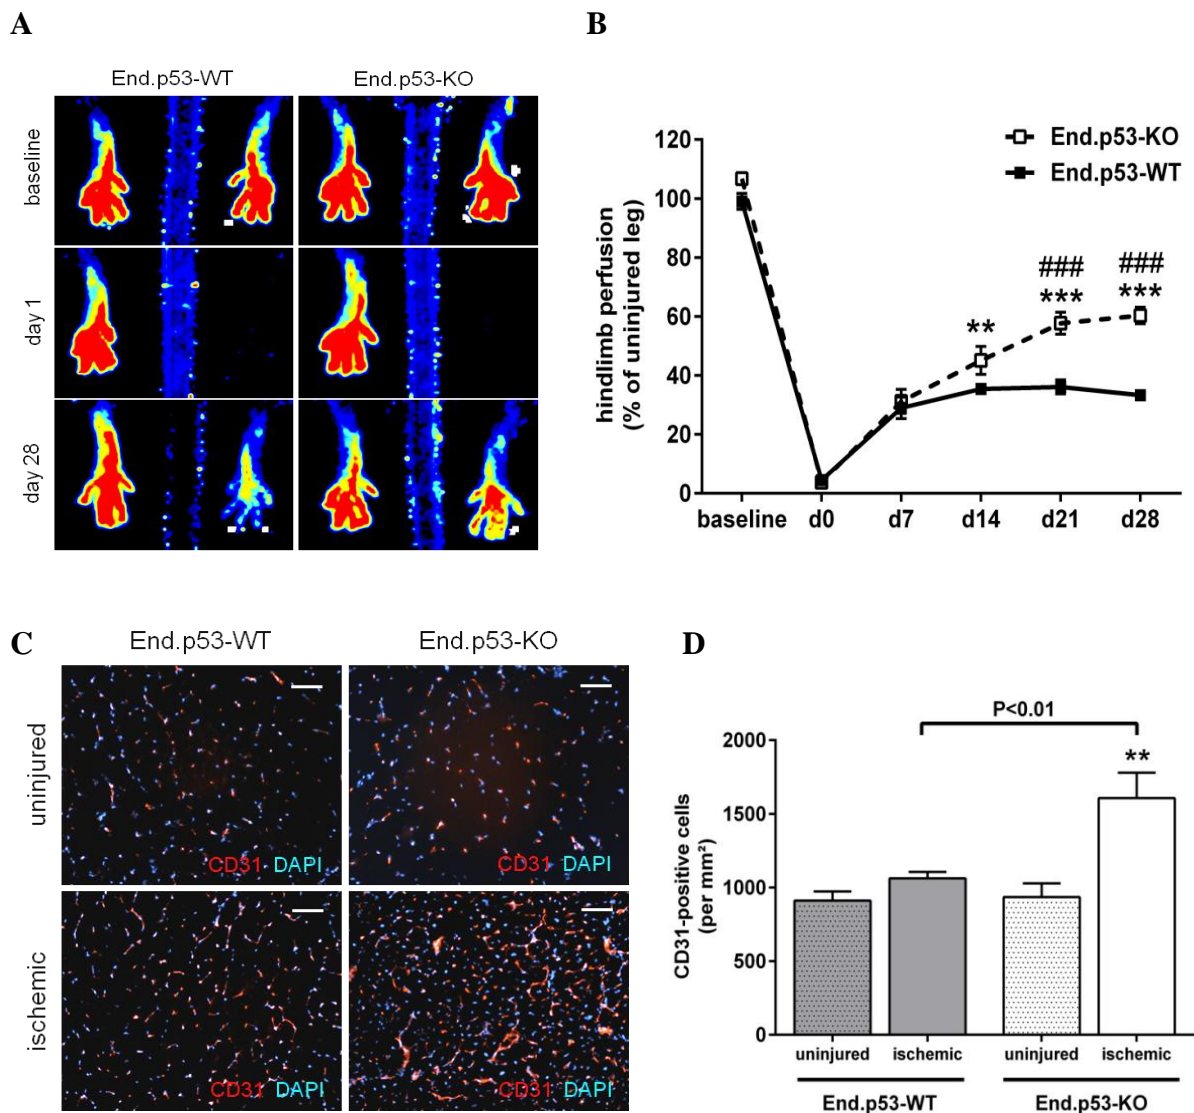 A
End.p53-WT End.p53-KO
baseline
day 1
day 28
B
End.p53-KO
End.p53-WT
hindlimb perfusion
(% of uninjured leg)
120
100
80
60
40
20
0
### ###
** *** ***
baseline d0 d7 d14 d21 d28
C
End.p53-WT End.p53-KO
uninjured
CD31 DAPI CD31 DAPI
ischemic
CD31 DAPI CD31 DAPI
D
P<0.01
**
CD31-positive cells
(per mm²)
2000
1500
1000
500
0
uninjured ischemic uninjured ischemic
End.p53-WT End.p53-KO